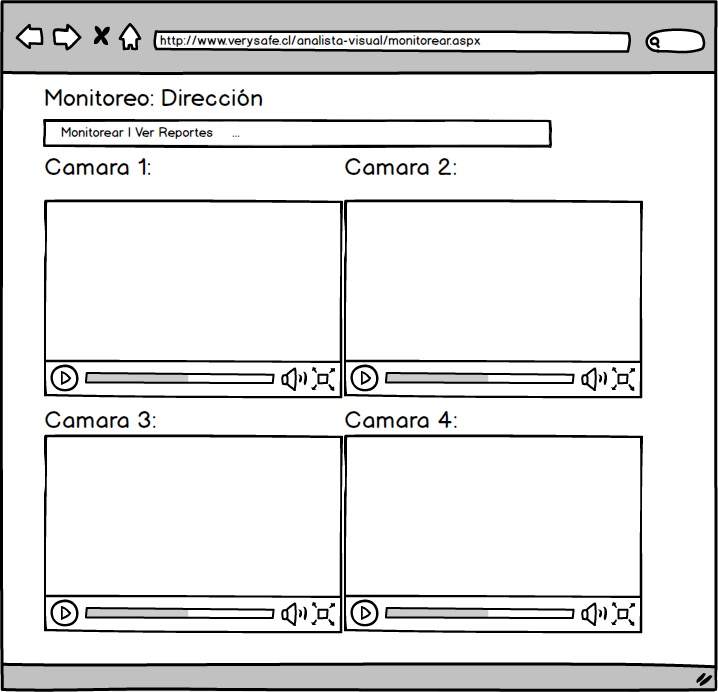 http://www.verysafe.cl/analista-visual/monitorear.aspx
Monitoreo: Dirección
Monitorear | Ver Reportes ...
Camara 1:
Camara 2:
Camara 3:
Camara 4: